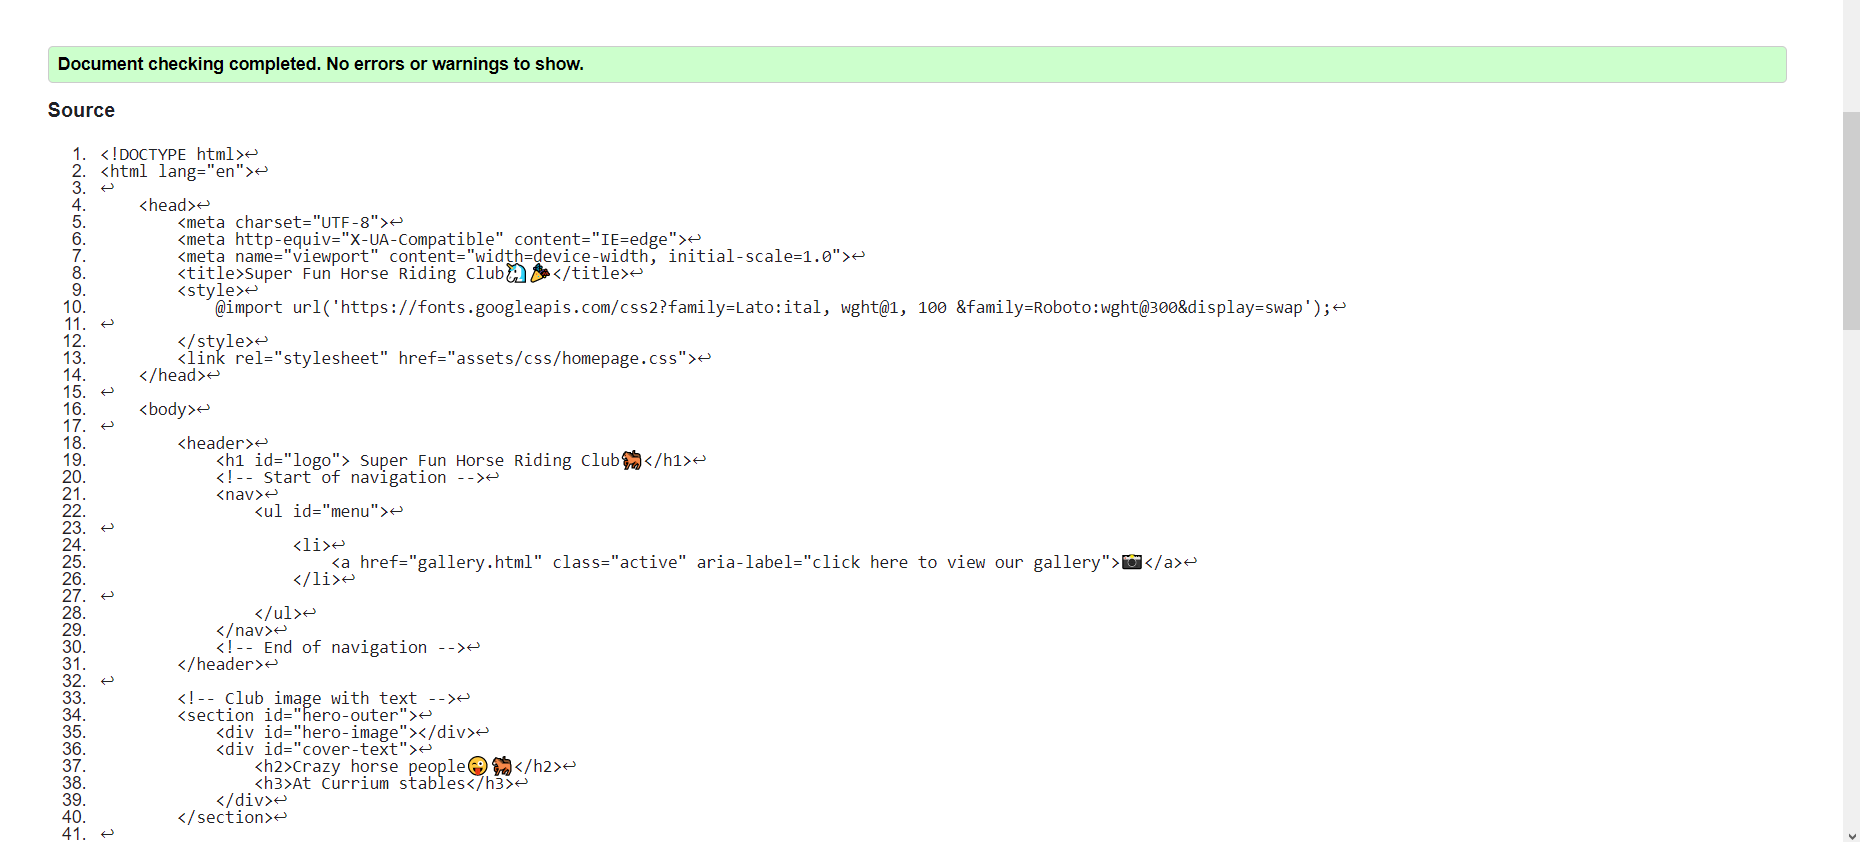 Document checking completed. No errors or warnings to show.
Source
1. <!DOCTYPE html>↩
2. <html lang="en">↩
3. ↩
4.     <head>↩
5.         <meta charset="UTF-8">↩
6.         <meta http-equiv="X-UA-Compatible" content="IE=edge">↩
7.         <meta name="viewport" content="width=device-width, initial-scale=1.0">↩
8.         <title>Super Fun Horse Riding Club🦄🎉</title>↩
9.         <style>↩
10.             @import url('https://fonts.googleapis.com/css2?family=Lato:ital, wght@1, 100 &family=Roboto:wght@300&display=swap');↩
11. ↩
12.         </style>↩
13.         <link rel="stylesheet" href="assets/css/homepage.css">↩
14.     </head>↩
15. ↩
16.     <body>↩
17. ↩
18.         <header>↩
19.             <h1 id="logo"> Super Fun Horse Riding Club🐎</h1>↩
20.             <!-- Start of navigation -->↩
21.             <nav>↩
22.                 <ul id="menu">↩
23. ↩
24.                     <li>↩
25.                         <a href="gallery.html" class="active" aria-label="click here to view our gallery">📷</a>↩
26.                     </li>↩
27. ↩
28.                 </ul>↩
29.             </nav>↩
30.             <!-- End of navigation -->↩
31.         </header>↩
32. ↩
33.         <!-- Club image with text -->↩
34.         <section id="hero-outer">↩
35.             <div id="hero-image"></div>↩
36.             <div id="cover-text">↩
37.                 <h2>Crazy horse people😜🐎</h2>↩
38.                 <h3>At Currium stables</h3>↩
39.             </div>↩
40.         </section>↩
41. ↩